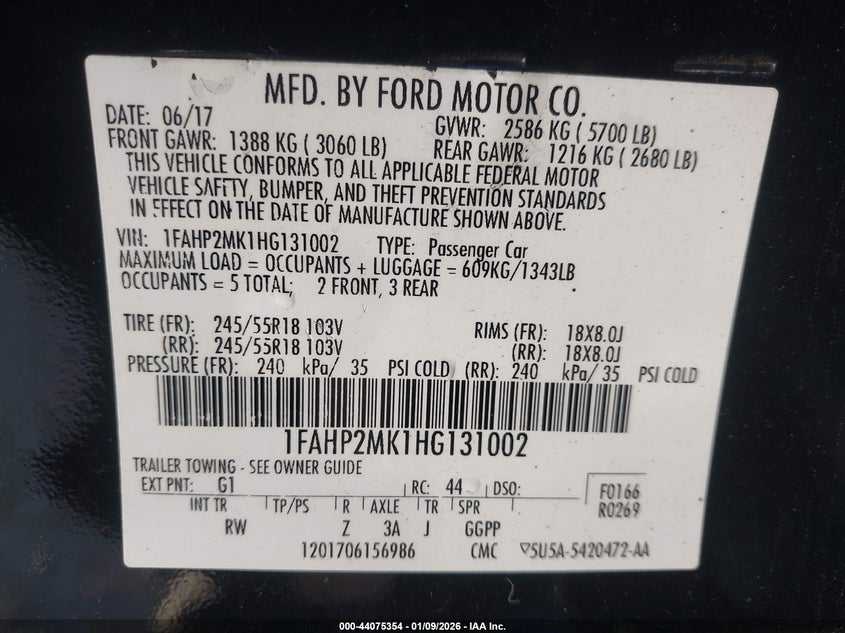 MFD. BY FORD MOTOR CO.
DATE: 06/17 GVWR: 2586 KG ( 5700 LB)
FRONT GAWR: 1388 KG ( 3060 LB) REAR GAWR: 1216 KG ( 2680 LB)
THIS VEHICLE CONFORMS TO ALL APPLICABLE FEDERAL MOTOR
VEHICLE SAFTY, BUMPER, AND THEFT PREVENTION STANDARDS
IN EFFECT ON THE DATE OF MANUFACTURE SHOWN ABOVE.
VIN: 1FAHP2MK1HG131002 TYPE: Passenger Car
MAXIMUM LOAD = OCCUPANTS + LUGGAGE = 609KG/1343LB
OCCUPANTS = 5 TOTAL; 2 FRONT, 3 REAR
TIRE (FR): 245/55R18 103V RIMS (FR): 18X8.0J
(RR): 245/55R18 103V (RR): 18X8.0J
PRESSURE (FR): 240 kPa/ 35 PSI COLD (RR): 240 kPa/ 35 PSI COLD
1FAHP2MK1HG131002
TRAILER TOWING - SEE OWNER GUIDE
EXT PNT: G1 RC: 44 DSO: F0166
INT TR TP/PS R AXLE TR SPR R0269
RW Z 3A J GGPP
1201706156986 CMC 5U5A-5420472-AA
000-44075354 - 01/09/2026 - IAA Inc.